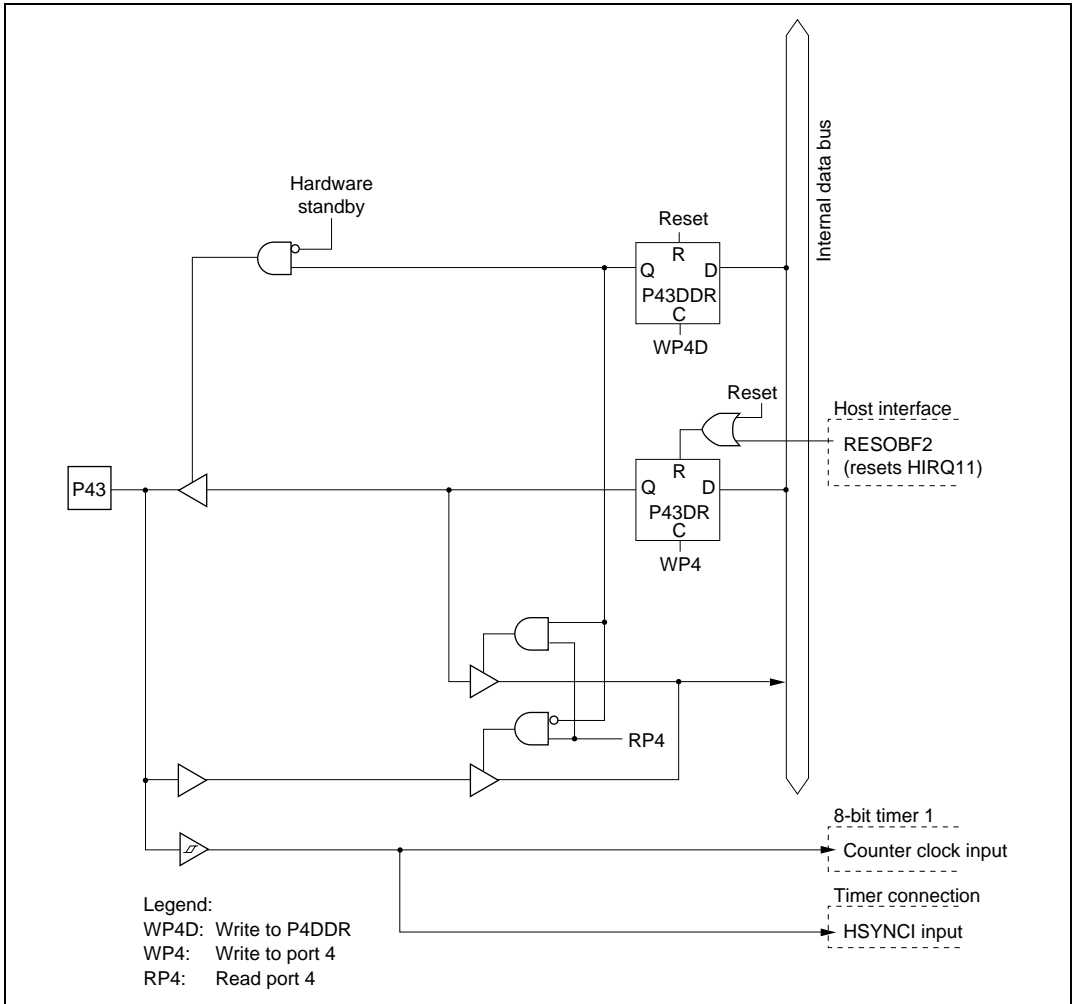 Internal data bus
Hardware
standby
Reset
R
Q D
P43DDR
C
WP4D
Reset
Host interface
RESOBF2
(resets HIRQ11)
R
P43
Q D
P43DR
C
WP4
RP4
8-bit timer 1
Counter clock input
Timer connection
HSYNCI input
Legend:
WP4D: Write to P4DDR
WP4: Write to port 4
RP4: Read port 4